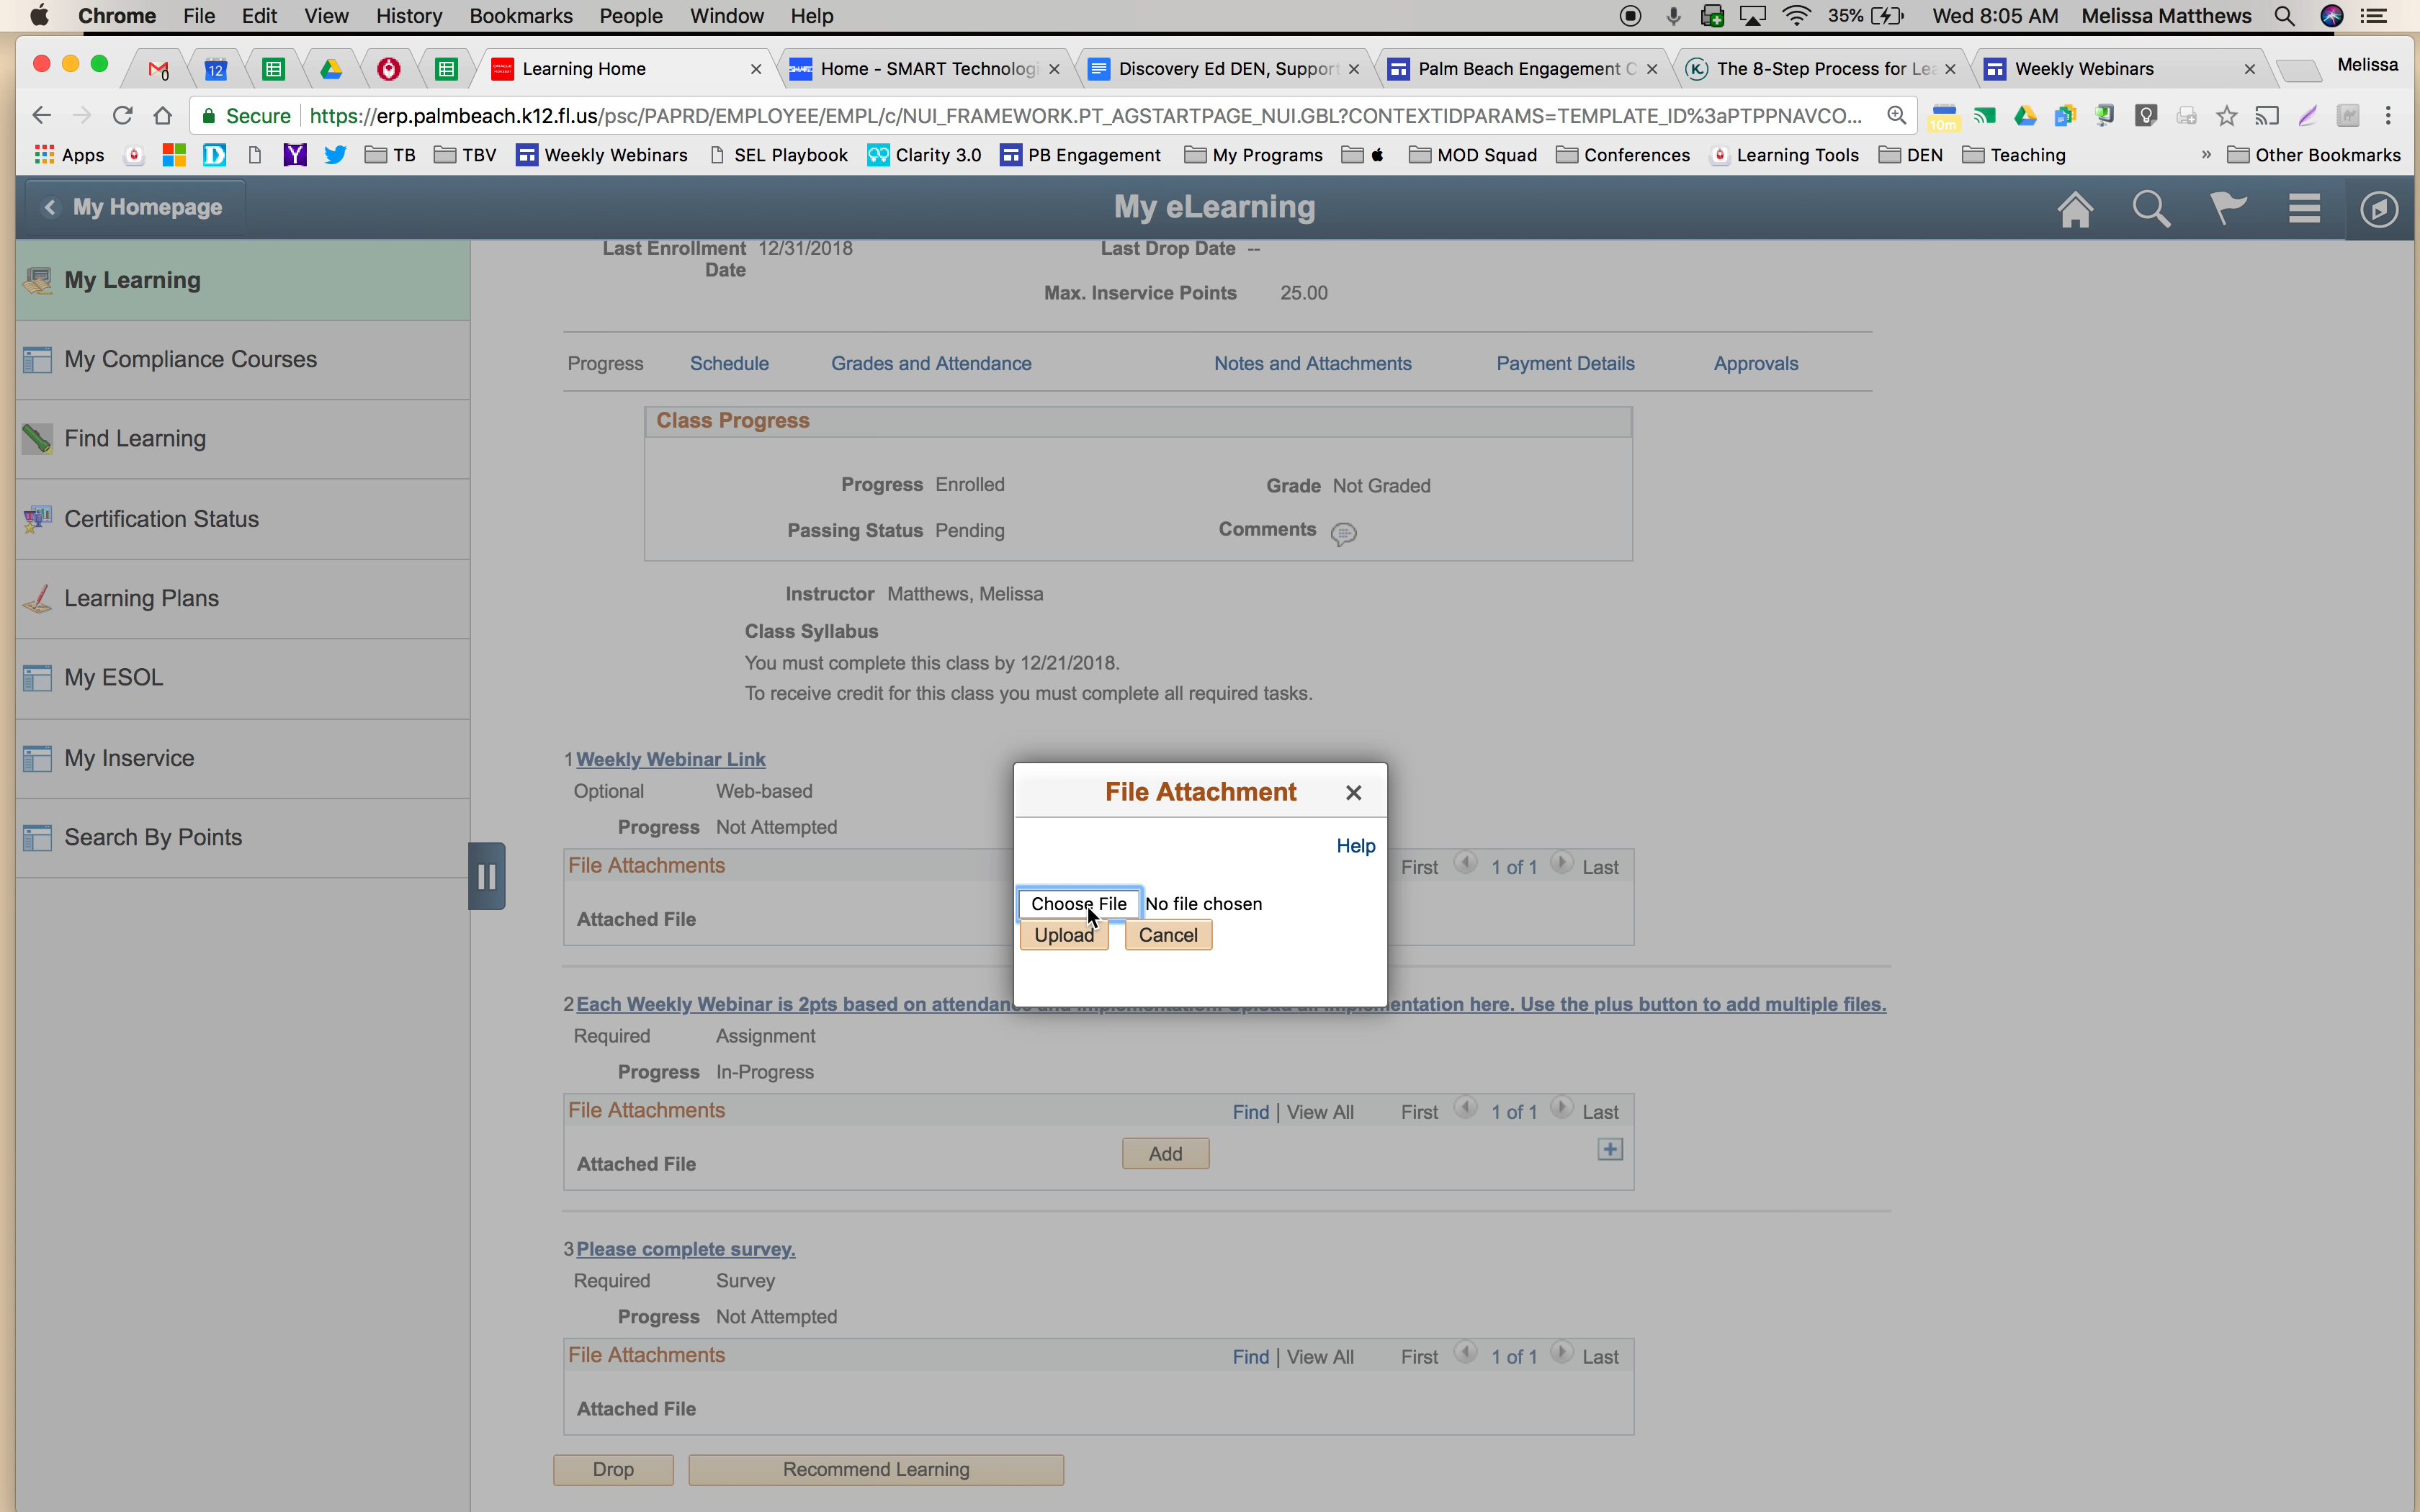 Chrome File Edit View History Bookmarks People Window Help 35% Wed 8:05 AM Melissa Matthews
12 Learning Home Home - SMART Technologi Discovery Ed DEN, Support Palm Beach Engagement C The 8-Step Process for Lea Weekly Webinars Melissa
Secure https://erp.palmbeach.k12.fl.us/psc/PAPRD/EMPLOYEE/EMPL/c/NUI_FRAMEWORK.PT_AGSTARTPAGE_NUI.GBL?CONTEXTIDPARAMS=TEMPLATE_ID%3aPTPPNAVCO... 10m
Apps TB TBV Weekly Webinars SEL Playbook Clarity 3.0 PB Engagement My Programs MOD Squad Conferences Learning Tools DEN Teaching » Other Bookmarks
My Homepage My eLearning
My Learning
My Compliance Courses
Find Learning
Certification Status
Learning Plans
My ESOL
My Inservice
Search By Points
Last Enrollment Date 12/31/2018 Last Drop Date --
Max. Inservice Points 25.00
Progress Schedule Grades and Attendance Notes and Attachments Payment Details Approvals
Class Progress
Progress Enrolled Grade Not Graded
Passing Status Pending Comments
Instructor Matthews, Melissa
Class Syllabus
You must complete this class by 12/21/2018.
To receive credit for this class you must complete all required tasks.
1 Weekly Webinar Link
Optional Web-based
Progress Not Attempted
File Attachments First 1 of 1 Last
Attached File
File Attachment
Help
Choose File No file chosen
Upload Cancel
2 Each Weekly Webinar is 2pts based on attendan entation here. Use the plus button to add multiple files.
Required Assignment
Progress In-Progress
File Attachments Find | View All First 1 of 1 Last
Attached File Add
3 Please complete survey.
Required Survey
Progress Not Attempted
File Attachments Find | View All First 1 of 1 Last
Attached File
Drop Recommend Learning